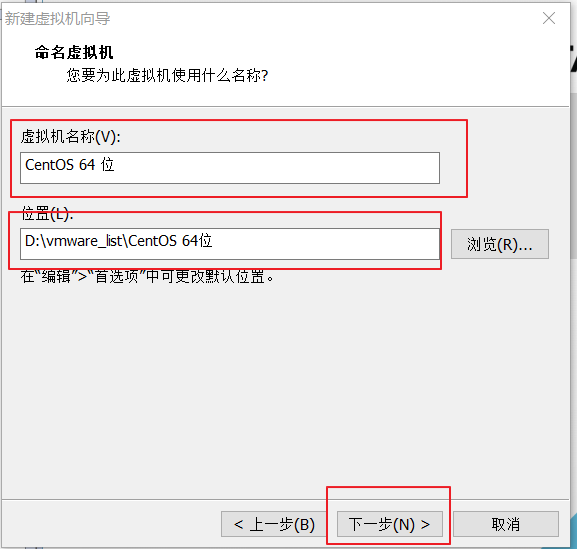 新建虚拟机向导
命名虚拟机
您要为此虚拟机使用什么名称?
虚拟机名称(V):
CentOS 64 位
位置(L):
D:\vmware_list\CentOS 64位
浏览(R)...
在“编辑”>“首选项”中可更改默认位置。
< 上一步(B)
下一步(N) >
取消